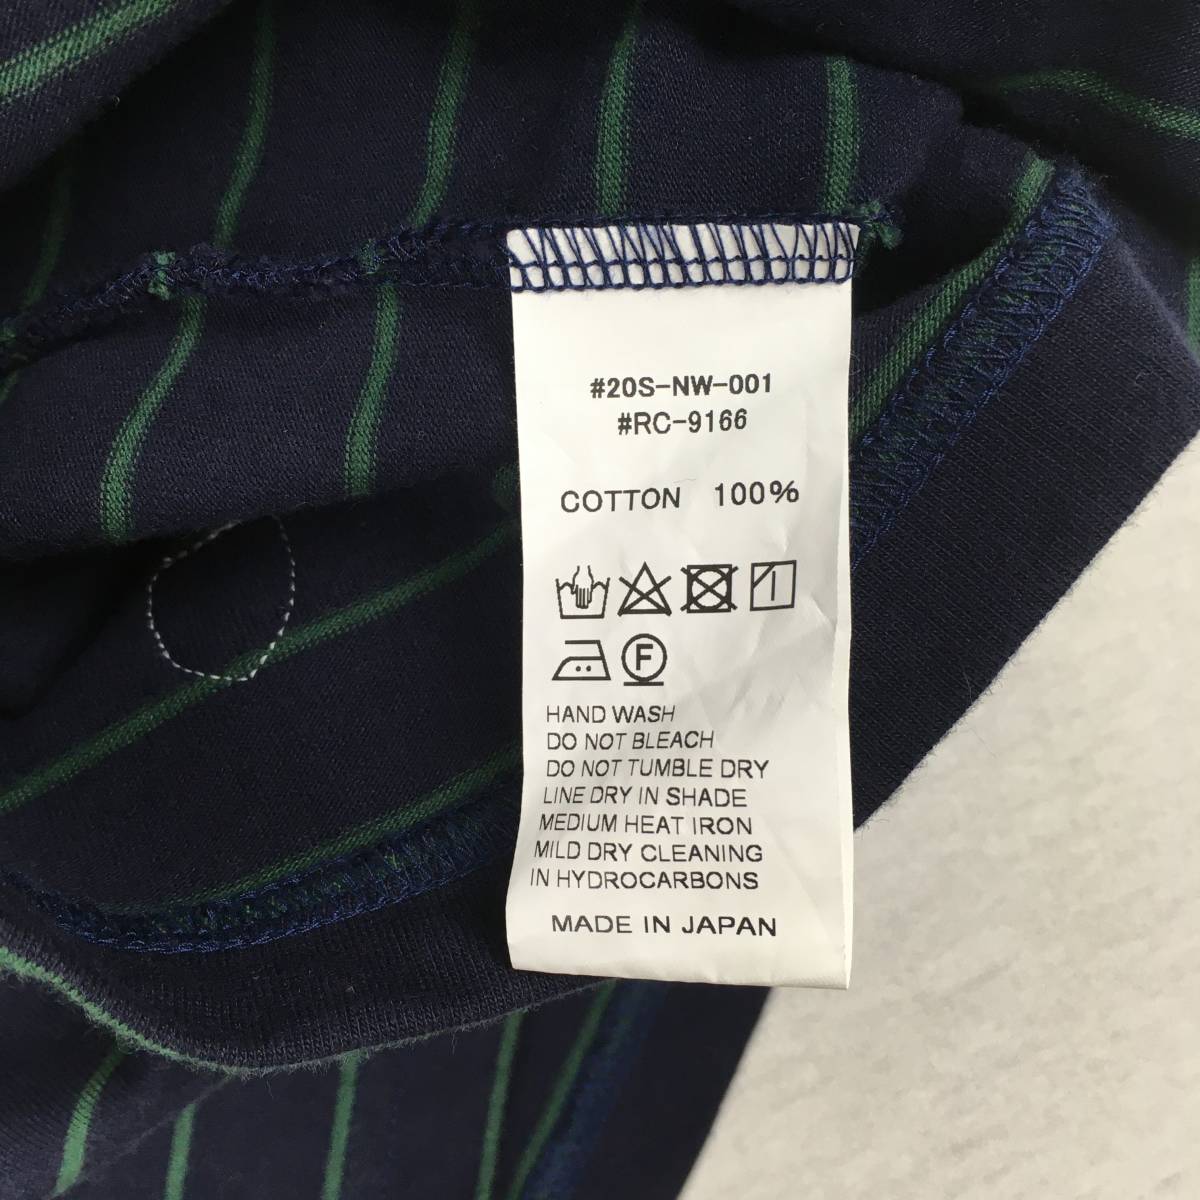 #20S-NW-001
#RC-9166
COTTON 100%
F
HAND WASH
DO NOT BLEACH
DO NOT TUMBLE DRY
LINE DRY IN SHADE
MEDIUM HEAT IRON
MILD DRY CLEANING
IN HYDROCARBONS
MADE IN JAPAN